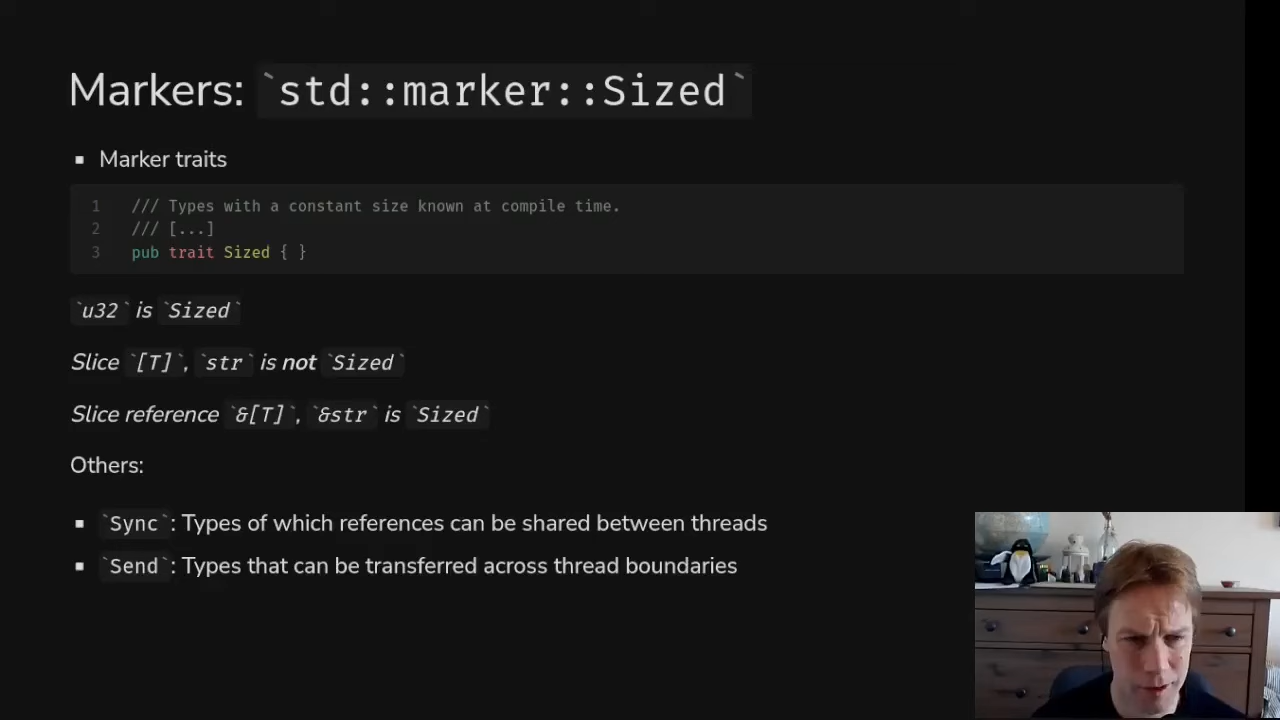 Markers: `std::marker::Sized`
▪ Marker traits
1 /// Types with a constant size known at compile time.
2 /// [...]
3 pub trait Sized { }
`u32` is `Sized`
Slice `[T]`, `str` is not `Sized`
Slice reference `&[T]`, `&str` is `Sized`
Others:
▪ `Sync`: Types of which references can be shared between threads
▪ `Send`: Types that can be transferred across thread boundaries